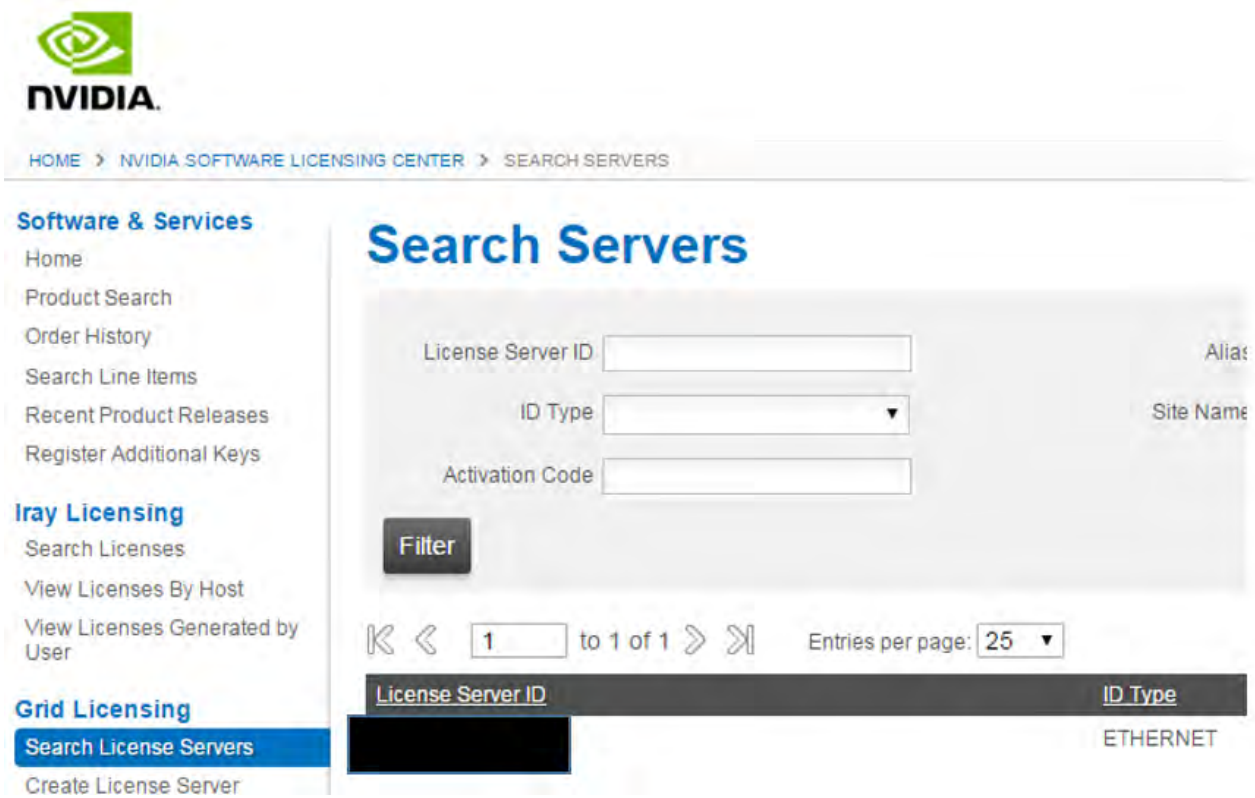 NVIDIA.
HOME > NVIDIA SOFTWARE LICENSING CENTER > SEARCH SERVERS
Software & Services
Home
Product Search
Order History
Search Line Items
Recent Product Releases
Register Additional Keys
Iray Licensing
Search Licenses
View Licenses By Host
View Licenses Generated by
User
Grid Licensing
Search License Servers
Create License Server
Search Servers
License Server ID
Alias
ID Type
Site Name
Activation Code
Filter
1 to 1 of 1 Entries per page: 25
License Server ID ID Type
ETHERNET